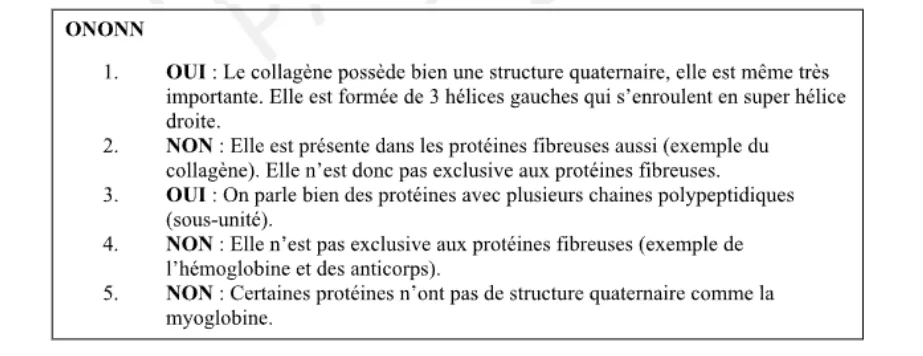 ONONN
1. OUI : Le collagène possède bien une structure quaternaire, elle est même très
importante. Elle est formée de 3 hélices gauches qui s’enroulent en super hélice
droite.
2. NON : Elle est présente dans les protéines fibreuses aussi (exemple du
collagène). Elle n’est donc pas exclusive aux protéines fibreuses.
3. OUI : On parle bien des protéines avec plusieurs chaines polypeptidiques
(sous-unité).
4. NON : Elle n’est pas exclusive aux protéines fibreuses (exemple de
l’hémoglobine et des anticorps).
5. NON : Certaines protéines n’ont pas de structure quaternaire comme la
myoglobine.